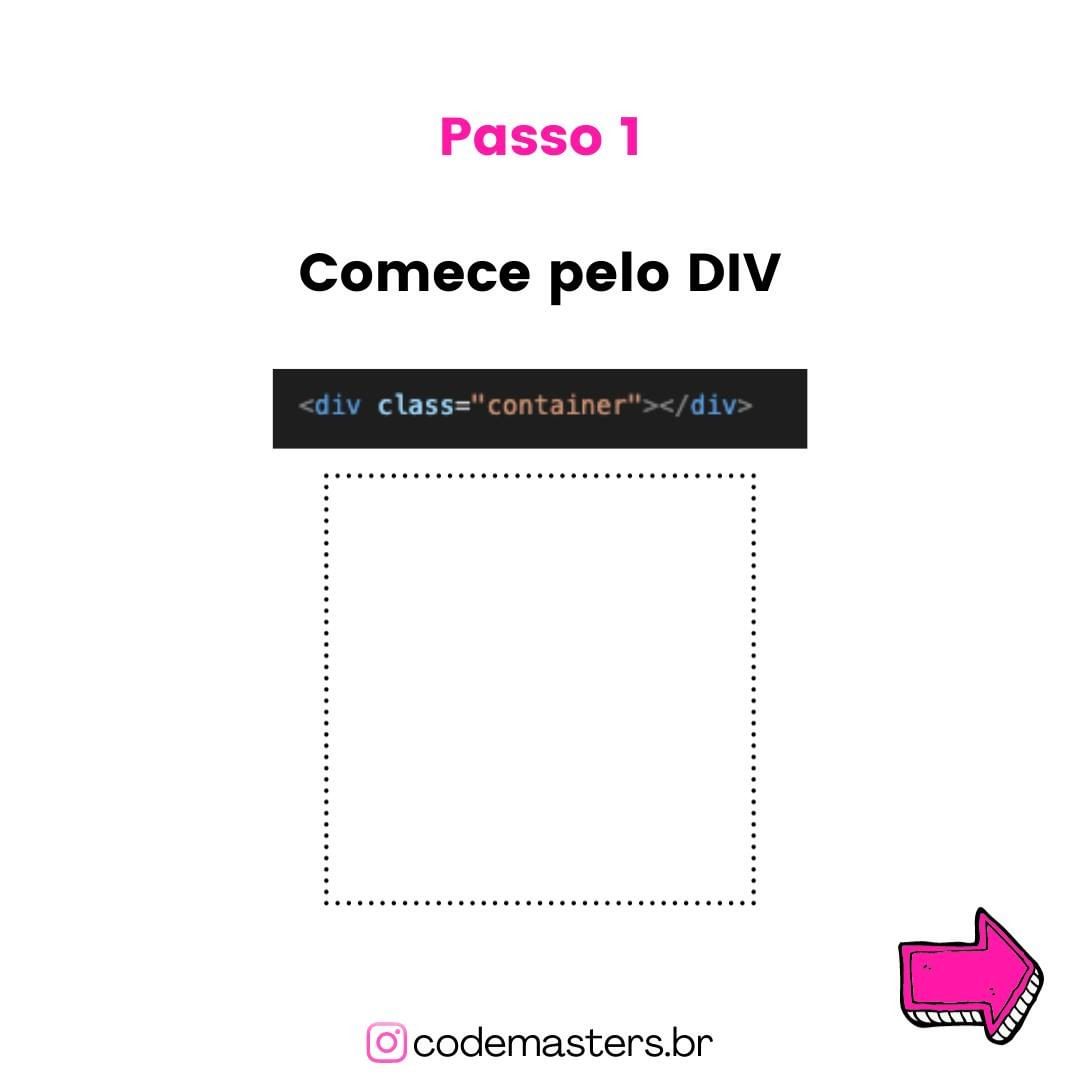 Passo 1
Comece pelo DIV
<div class="container"></div>
codemasters.br